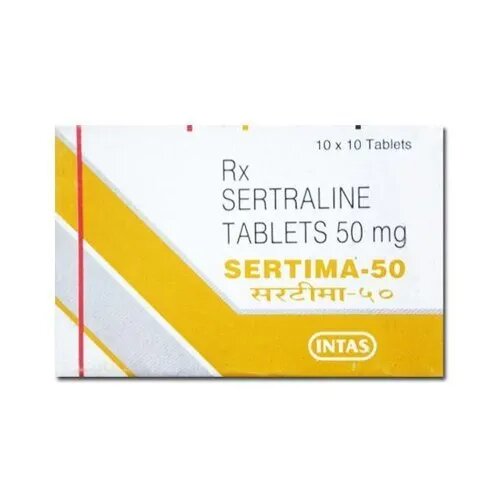 Rx
SERTRALINE
TABLETS 50 mg
SERTIMA-50
सरटीमा-५०
INTAS
10 x 10 Tablets